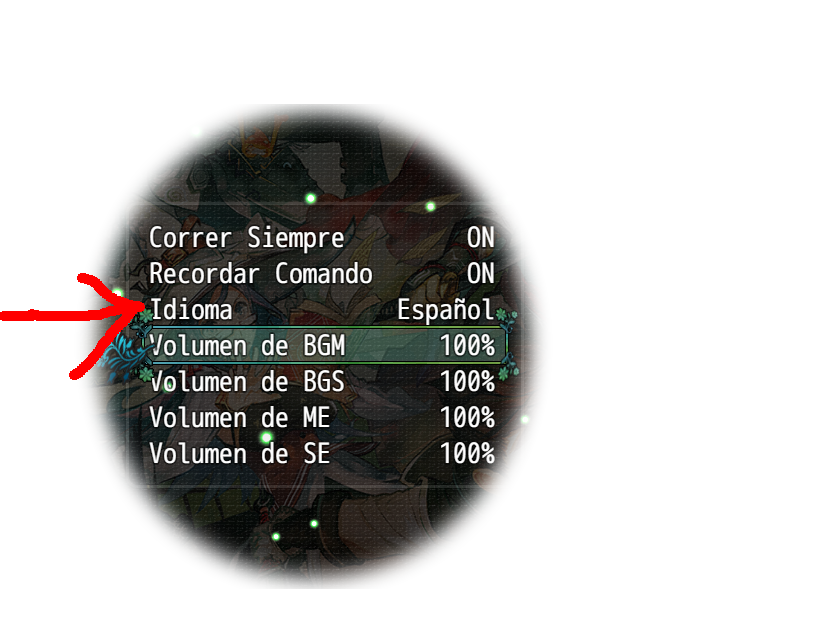 Correr Siempre ON
Recordar Comando ON
Idioma Español
Volumen de BGM 100%
Volumen de BGS 100%
Volumen de ME 100%
Volumen de SE 100%